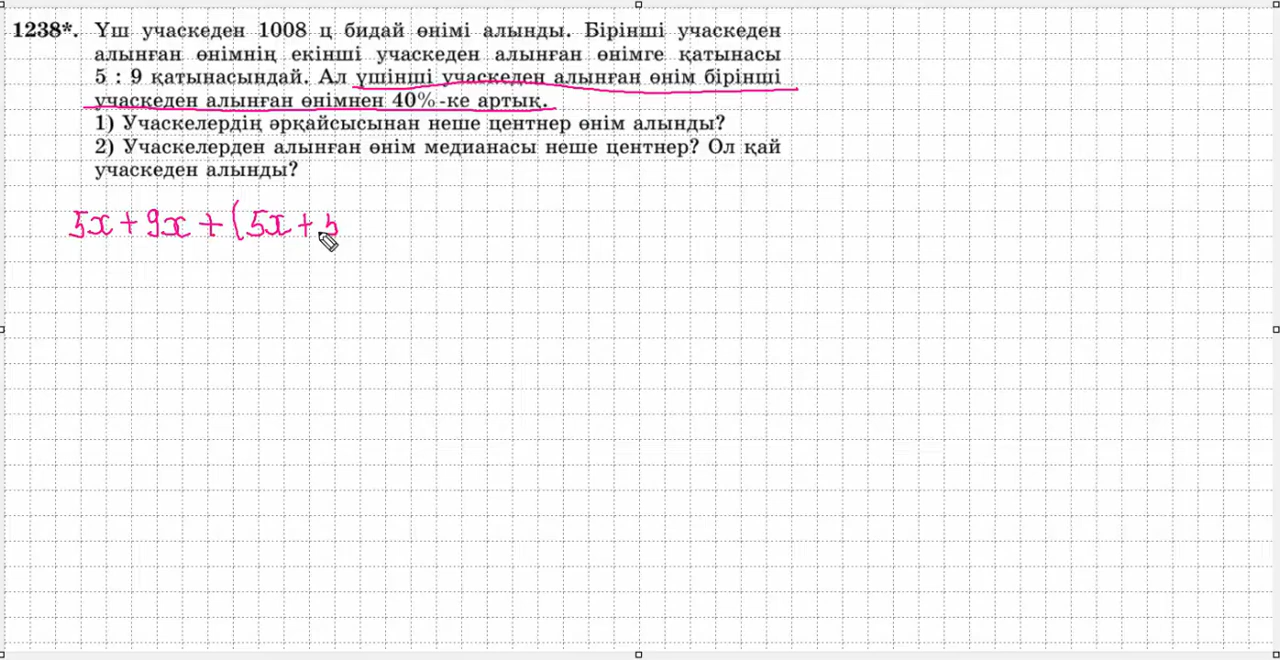 1238*. Үш учаскеден 1008 ц бидай өнімі алынды. Бірінші учаскеден
алынған өнімнің екінші учаскеден алынған өнімге қатынасы
5 : 9 қатынасындай. Ал үшінші учаскеден алынған өнім бірінші
учаскеден алынған өнімнен 40%-ке артық.
1) Учаскелердің әрқайсысынан неше центнер өнім алынды?
2) Учаскелерден алынған өнім медианасы неше центнер? Ол қай
учаскеден алынды?
5x + 9x + (5x + 5